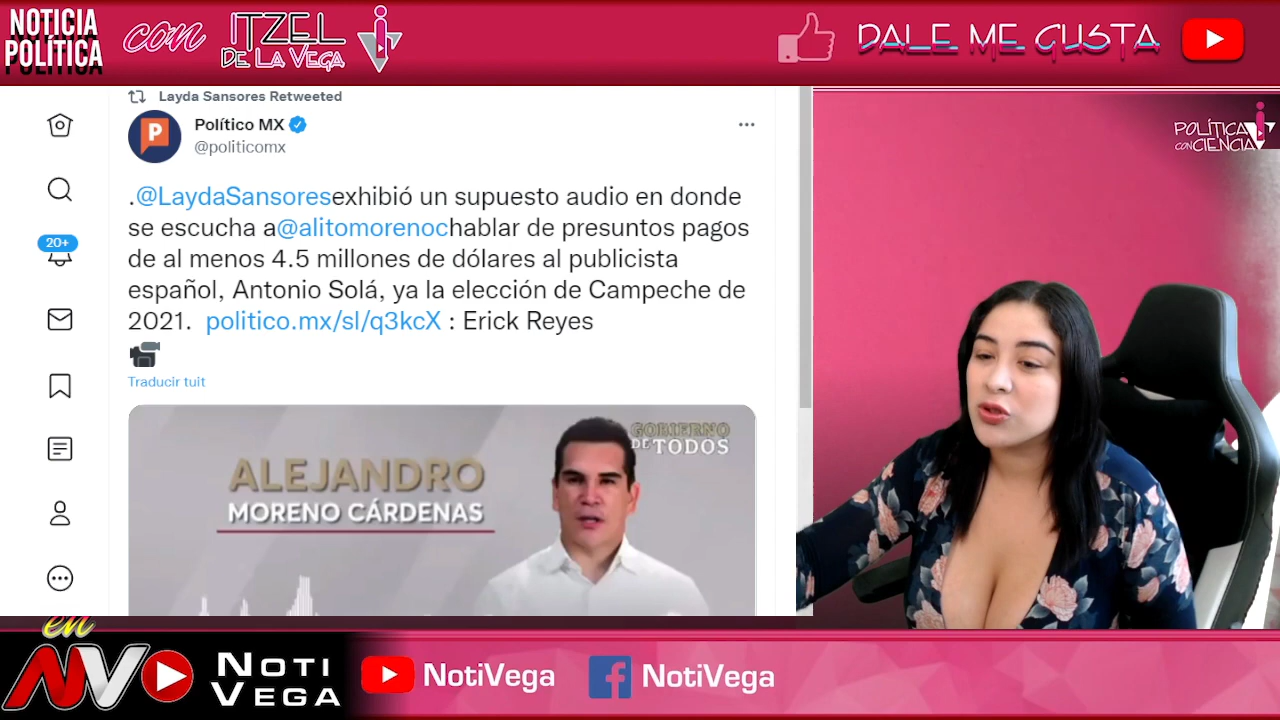 NOTICIA
POLÍTICA
con
ITZEL
DE LA VEGA
DALE ME GUSTA
Layda Sansores Retweeted
Político MX
@politicomx
.@LaydaSansoresexhibió un supuesto audio en donde
se escucha a@alitomorenochablar de presuntos pagos
de al menos 4.5 millones de dólares al publicista
español, Antonio Solá, ya la elección de Campeche de
2021. politico.mx/sl/q3kcX : Erick Reyes
Traducir tuit
20+
P
GOBIERNO
DE TODOS
ALEJANDRO
MORENO CÁRDENAS
POLÍTICA
CON CIENCIA
en
NV
NOTI
VEGA
NotiVega
NotiVega